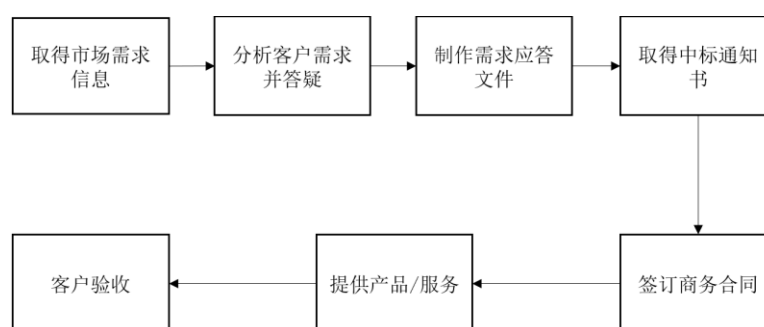 取得市场需求
信息
分析客户需求
并答疑
制作需求应答
文件
取得中标通知
书
客户验收
提供产品/服务
签订商务合同